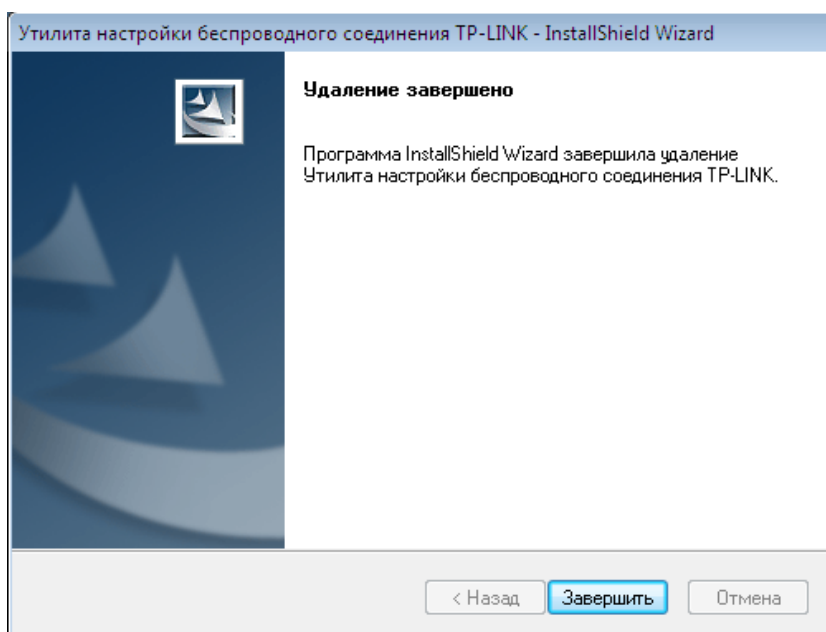 Утилита настройки беспроводного соединения TP-LINK - InstallShield Wizard
Удаление завершено
Программа InstallShield Wizard завершила удаление
Утилита настройки беспроводного соединения TP-LINK.
< Назад
Завершить
Отмена